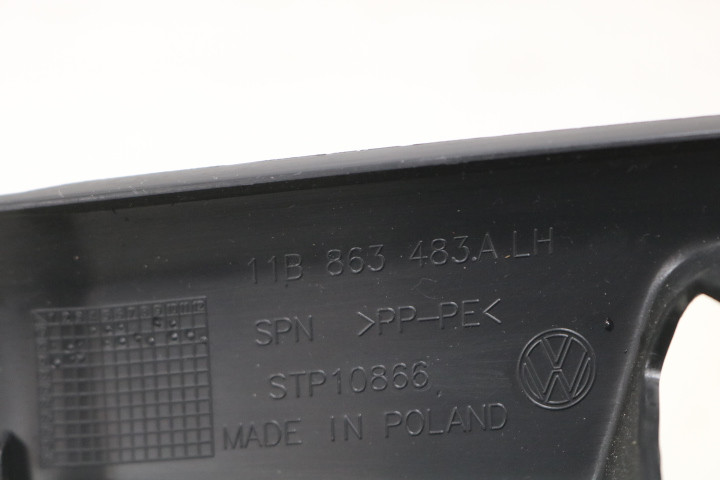 11B 863 483.A LH
SPN >PP-PE<
STP10866
MADE IN POLAND